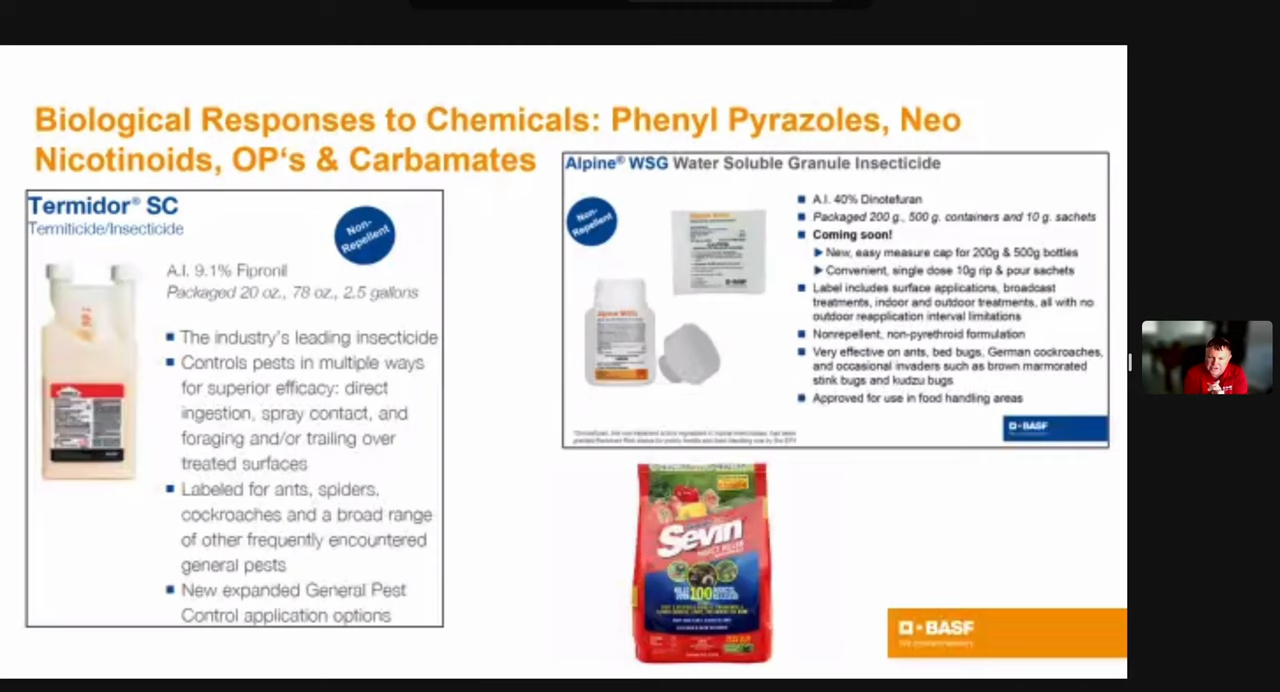 Biological Responses to Chemicals: Phenyl Pyrazoles, Neo
Nicotinoids, OP‘s & Carbamates
Termidor® SC
Termiticide/Insecticide
Non-
Repellent
A.I. 9.1% Fipronil
Packaged 20 oz., 78 oz., 2.5 gallons
■ The industry's leading insecticide
■ Controls pests in multiple ways
for superior efficacy: direct
ingestion, spray contact, and
foraging and/or trailing over
treated surfaces
■ Labeled for ants, spiders,
cockroaches and a broad range
of other frequently encountered
general pests
■ New expanded General Pest
Control application options
Alpine® WSG Water Soluble Granule Insecticide
Non-
Repellent
■ A.I. 40% Dinotefuran
■ Packaged 200 g., 500 g. containers and 10 g. sachets
■ Coming soon!
▶ New, easy measure cap for 200g & 500g bottles
▶ Convenient, single dose 10g rip & pour sachets
■ Label includes surface applications, broadcast
treatments, indoor and outdoor treatments, all with no
outdoor reapplication interval limitations
■ Nonrepellent, non-pyrethroid formulation
■ Very effective on ants, bed bugs, German cockroaches,
and occasional invaders such as brown marmorated
stink bugs and kudzu bugs
■ Approved for use in food handling areas
Alpine WSG
BASF
Sevin
INSECT KILLER
100
BASF